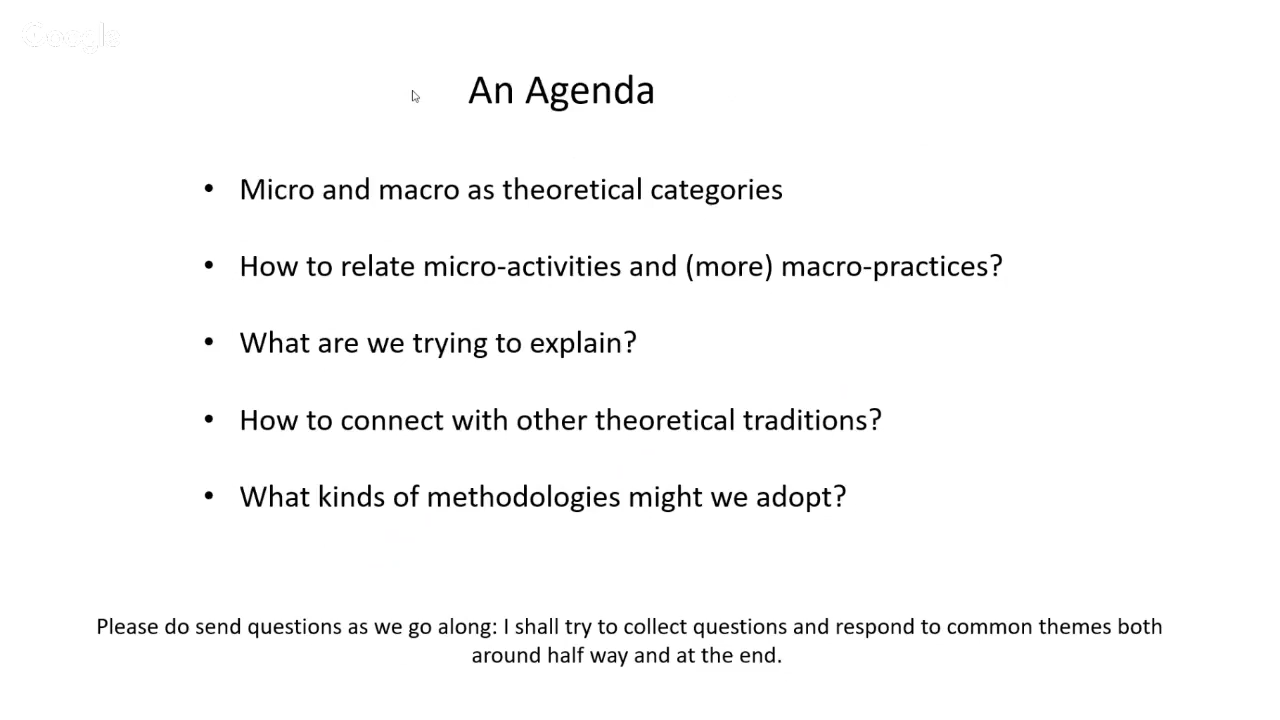 Google
An Agenda
• Micro and macro as theoretical categories
• How to relate micro-activities and (more) macro-practices?
• What are we trying to explain?
• How to connect with other theoretical traditions?
• What kinds of methodologies might we adopt?
Please do send questions as we go along: I shall try to collect questions and respond to common themes both
around half way and at the end.